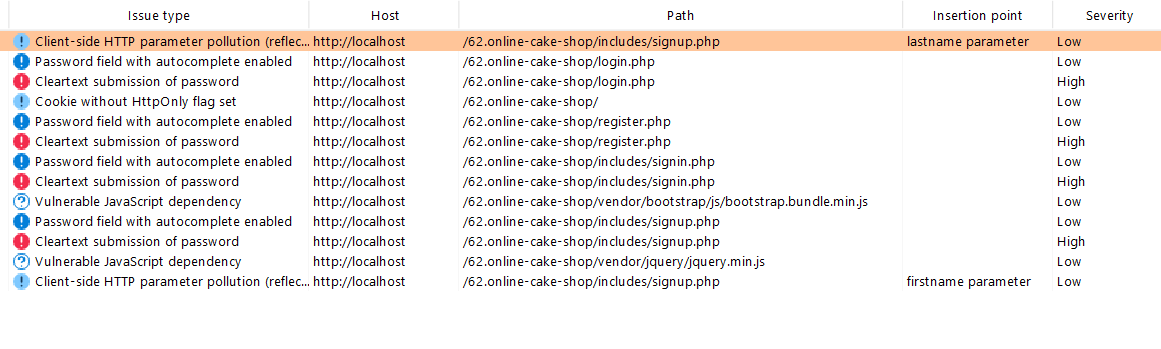 Issue type Host Path Insertion point Severity
Client-side HTTP parameter pollution (reflec... http://localhost /62.online-cake-shop/includes/signup.php lastname parameter Low
Password field with autocomplete enabled http://localhost /62.online-cake-shop/login.php Low
Cleartext submission of password http://localhost /62.online-cake-shop/login.php High
Cookie without HttpOnly flag set http://localhost /62.online-cake-shop/ Low
Password field with autocomplete enabled http://localhost /62.online-cake-shop/register.php Low
Cleartext submission of password http://localhost /62.online-cake-shop/register.php High
Password field with autocomplete enabled http://localhost /62.online-cake-shop/includes/signin.php Low
Cleartext submission of password http://localhost /62.online-cake-shop/includes/signin.php High
Vulnerable JavaScript dependency http://localhost /62.online-cake-shop/vendor/bootstrap/js/bootstrap.bundle.min.js Low
Password field with autocomplete enabled http://localhost /62.online-cake-shop/includes/signup.php Low
Cleartext submission of password http://localhost /62.online-cake-shop/includes/signup.php High
Vulnerable JavaScript dependency http://localhost /62.online-cake-shop/vendor/jquery/jquery.min.js Low
Client-side HTTP parameter pollution (reflec... http://localhost /62.online-cake-shop/includes/signup.php firstname parameter Low